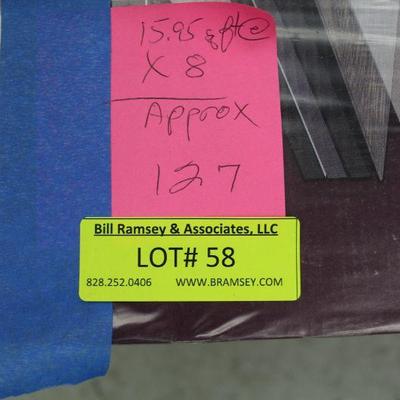 15.95 sq ft e
X 8
Approx
127
Bill Ramsey & Associates, LLC
LOT# 58
828.252.0406 WWW.BRAMSEY.COM